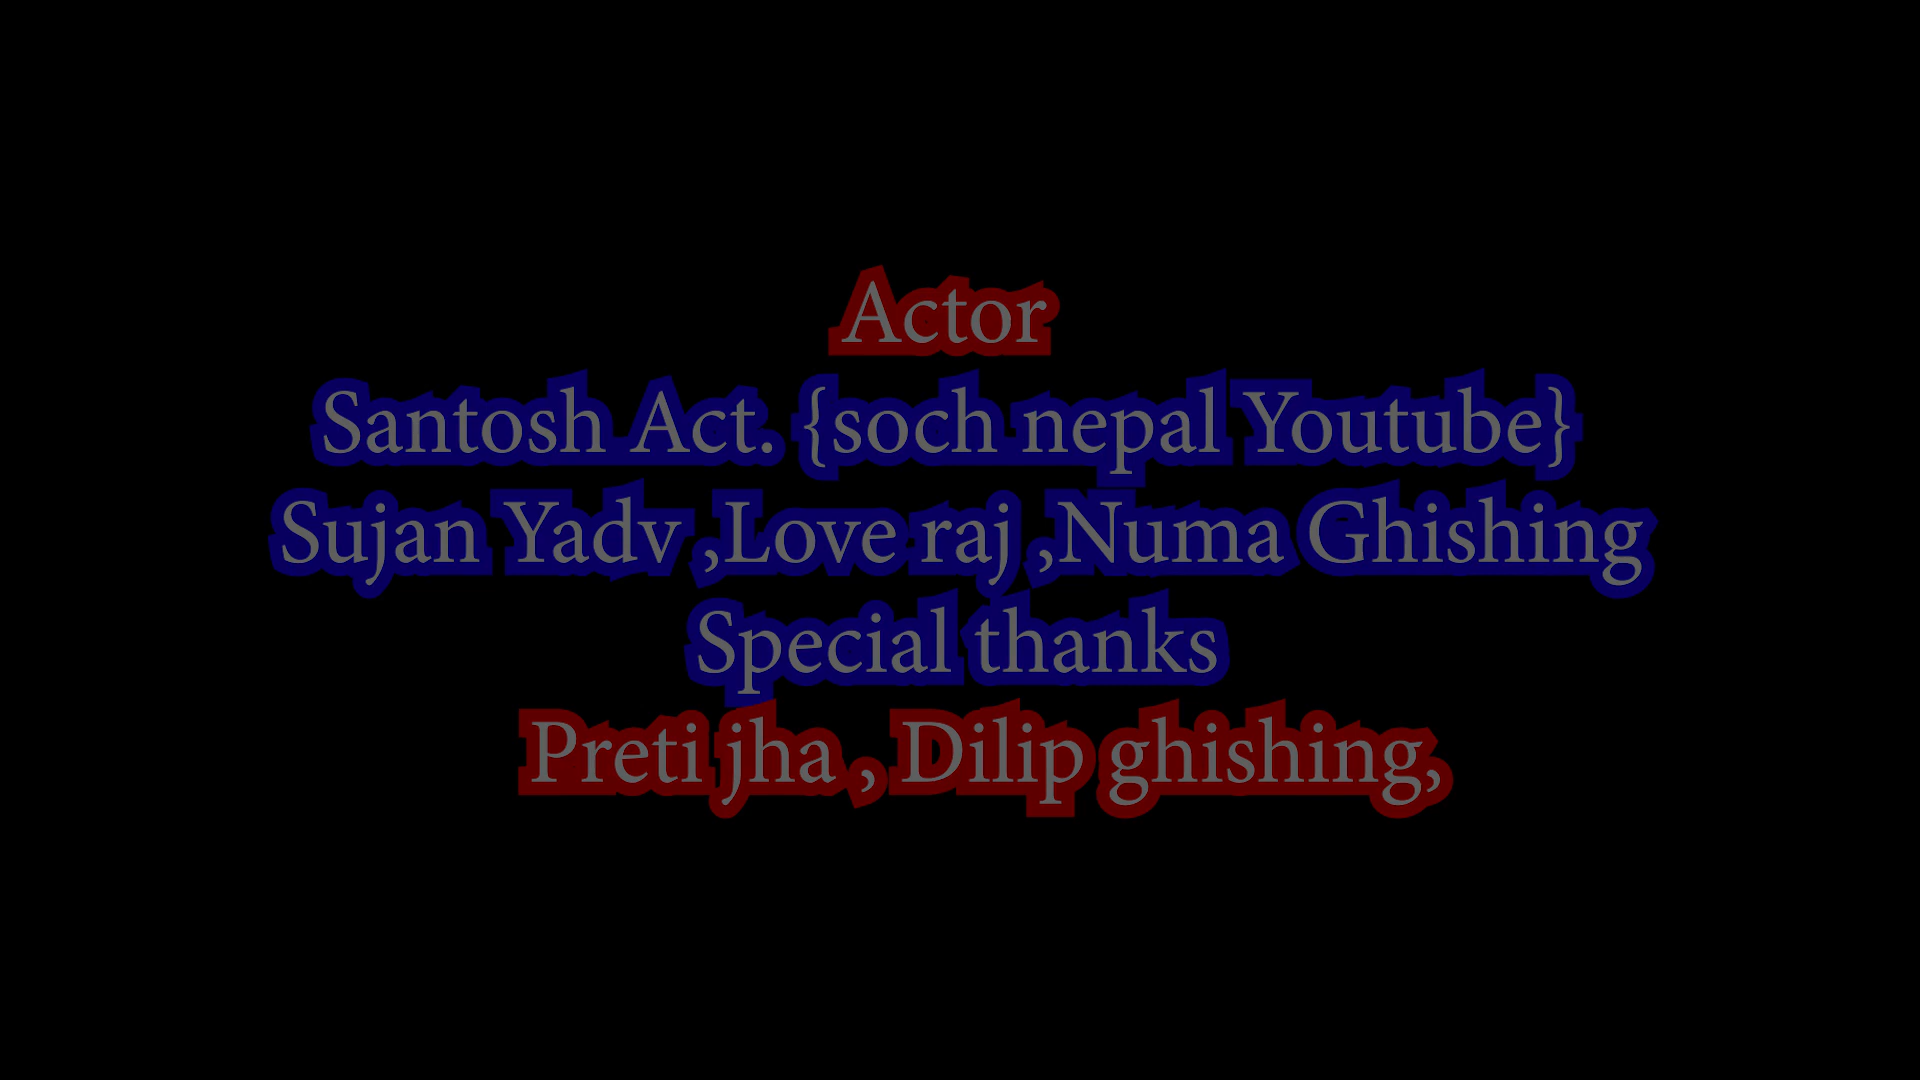 Actor
Santosh Act. {soch nepal Youtube}
Sujan Yadv ,Love raj ,Numa Ghishing
Special thanks
Preti jha , Dilip ghishing,